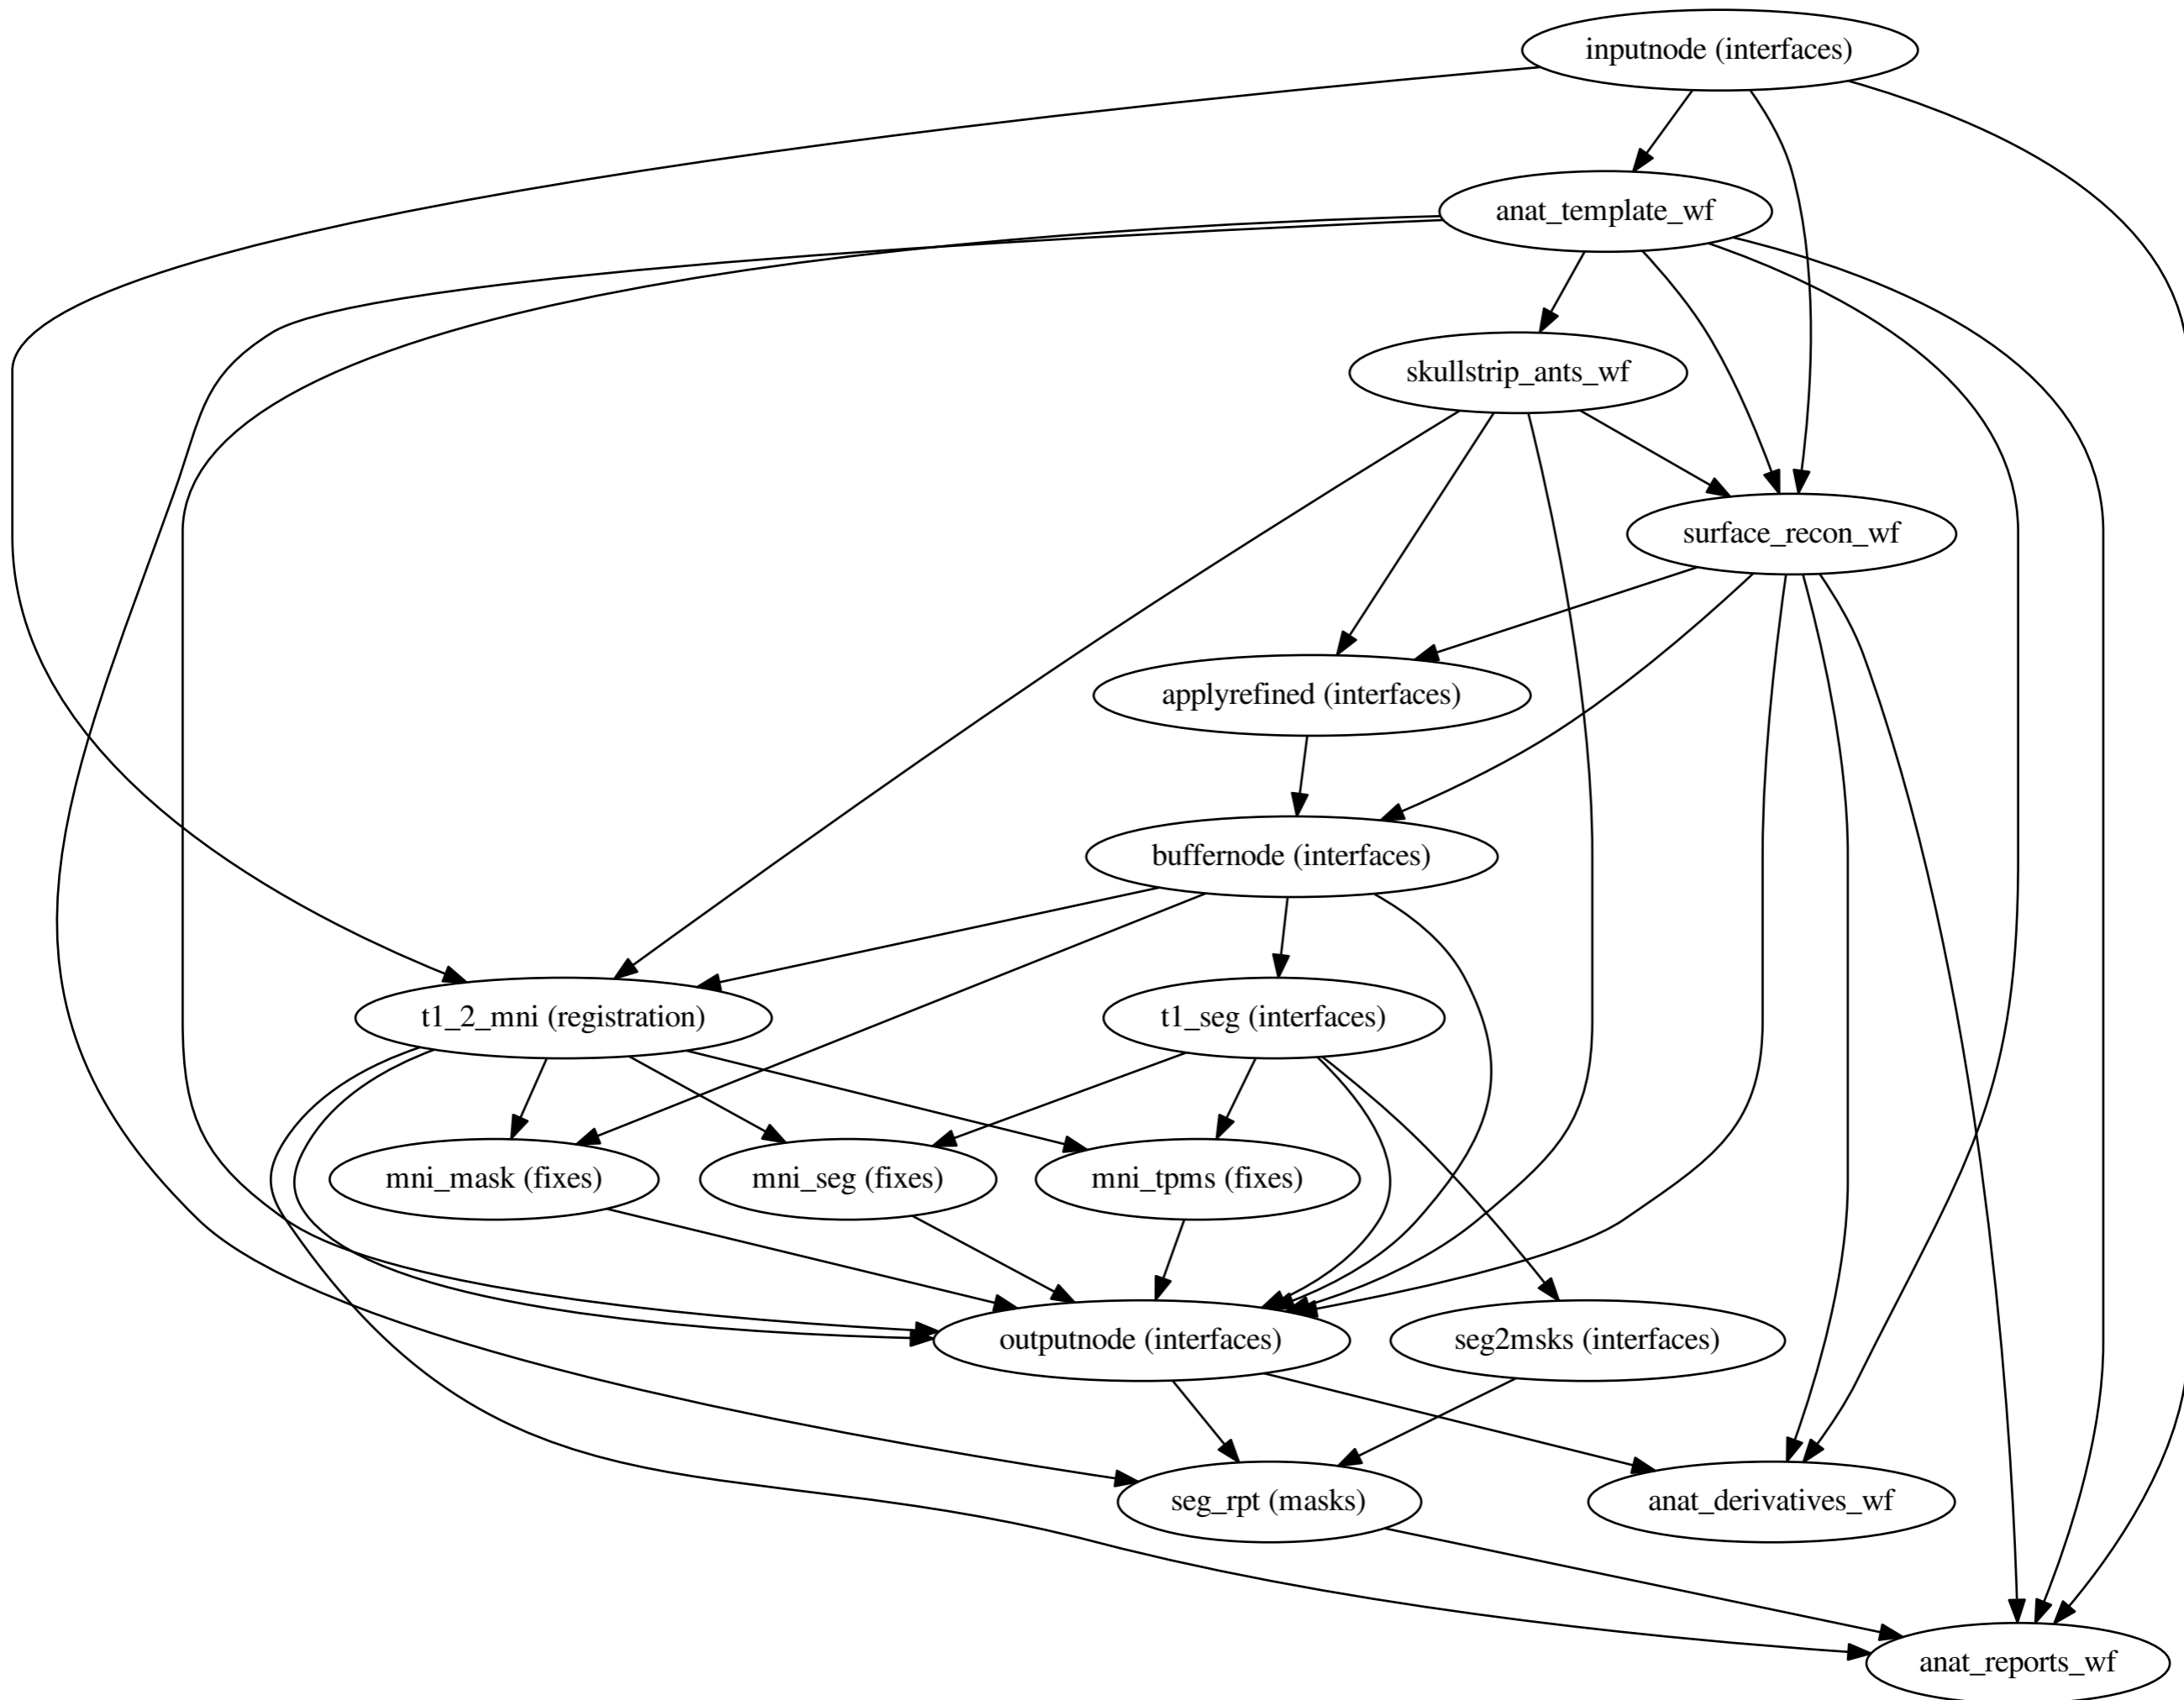 inputnode (interfaces)
anat_template_wf
skullstrip_ants_wf
surface_recon_wf
applyrefined (interfaces)
buffernode (interfaces)
t1_2_mni (registration)
t1_seg (interfaces)
mni_mask (fixes)
mni_seg (fixes)
mni_tpms (fixes)
outputnode (interfaces)
seg2msks (interfaces)
seg_rpt (masks)
anat_derivatives_wf
anat_reports_wf